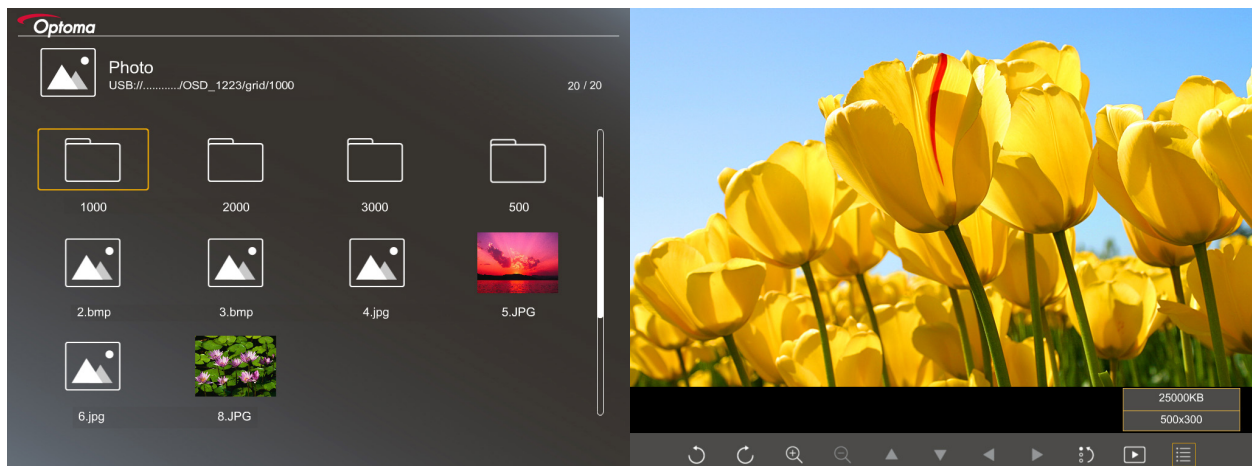 Optoma
Photo
USB://.........../OSD_1223/grid/1000
20 / 20
1000
2000
3000
500
2.bmp
3.bmp
4.jpg
5.JPG
6.jpg
8.JPG
25000KB
500x300